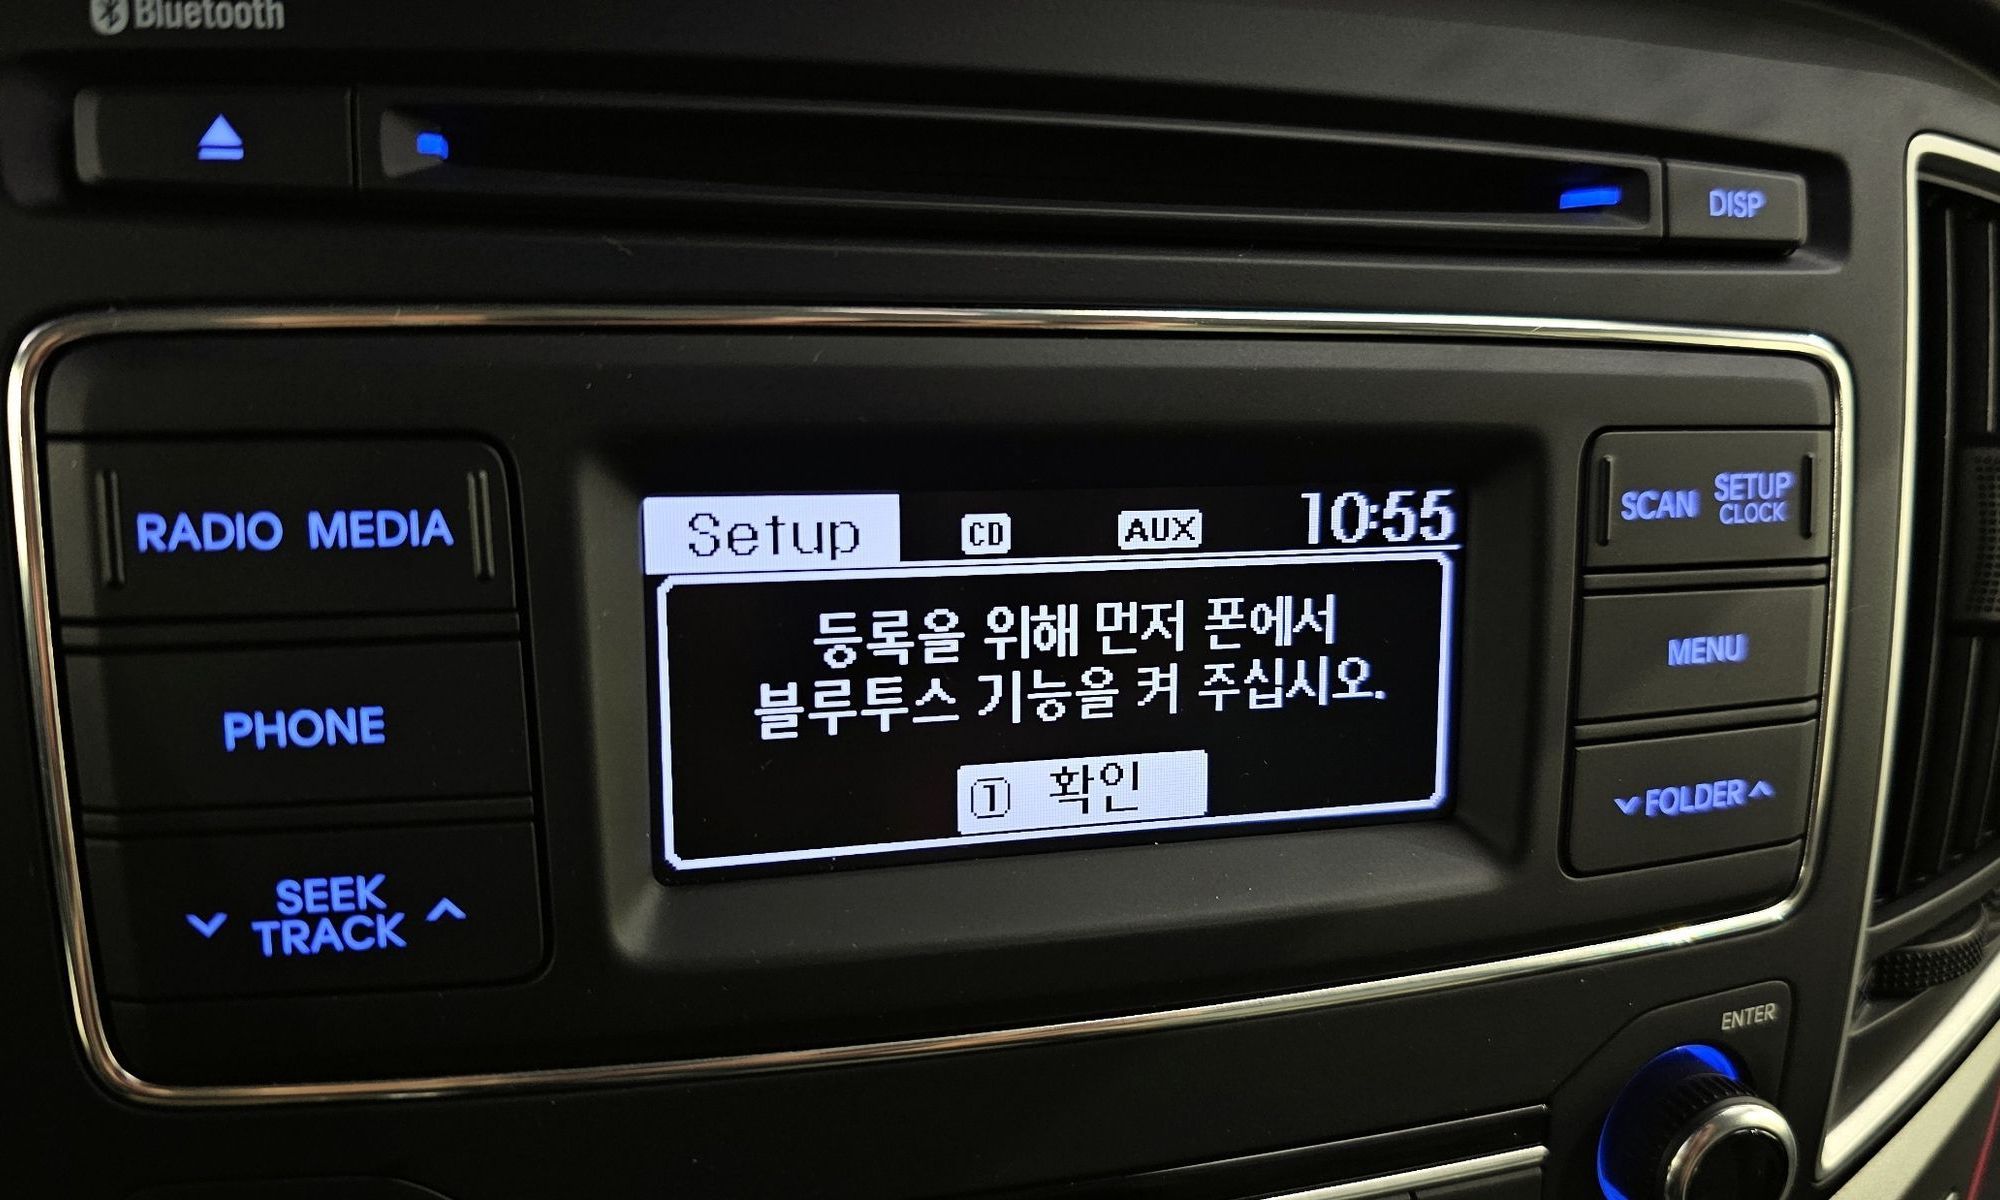 Bluetooth
DISP
RADIO MEDIA
PHONE
SEEK
TRACK
Setup CD AUX 10:55
등록을 위해 먼저 폰에서
블루투스 기능을 켜 주십시오.
① 확인
SCAN SETUP
CLOCK
MENU
FOLDER
ENTER